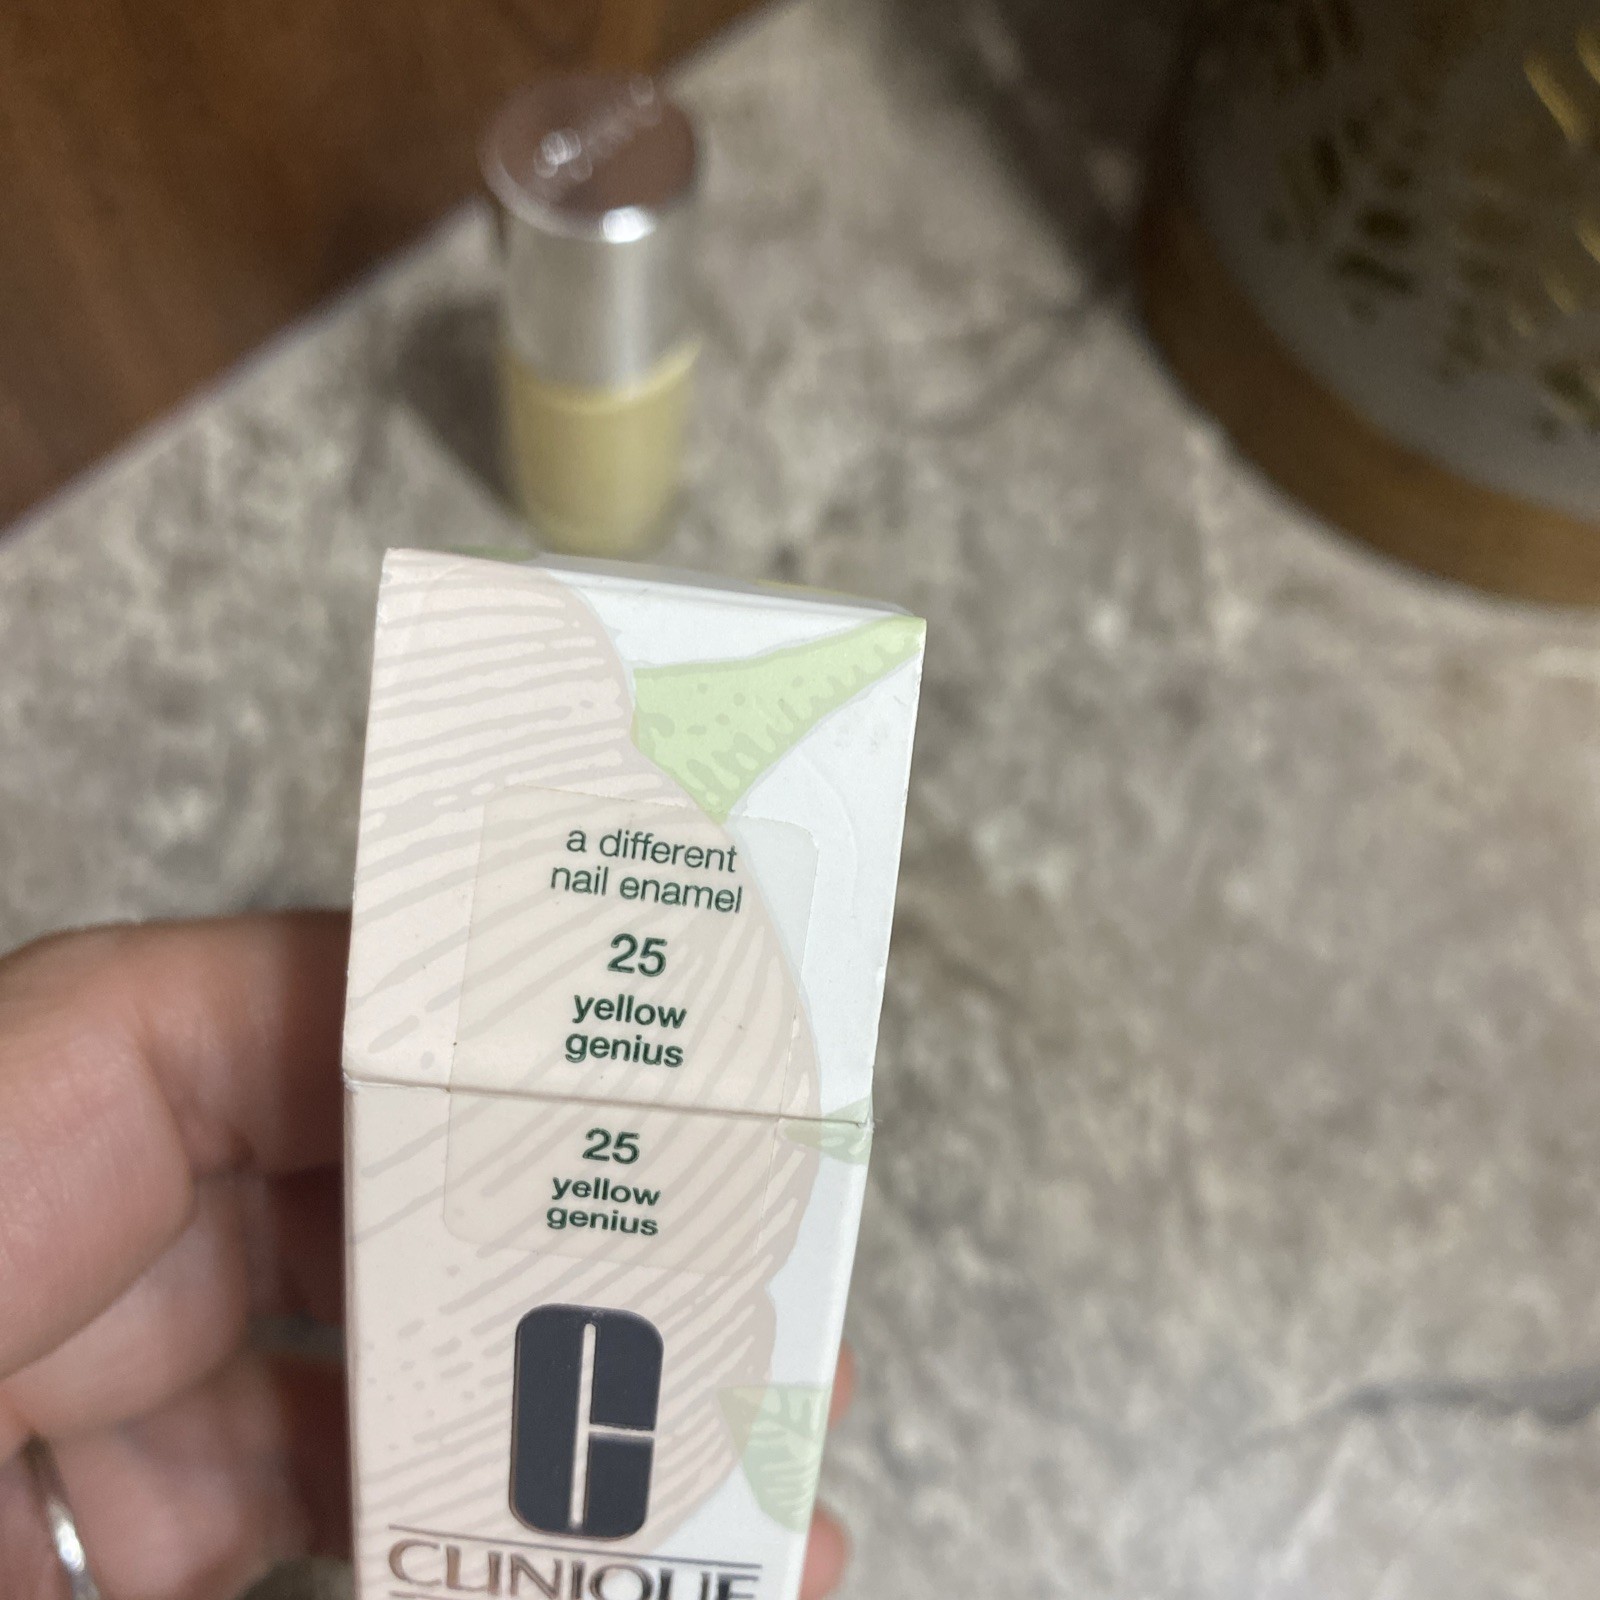 a different
nail enamel
25
yellow
genius
25
yellow
genius
CLINIQUE